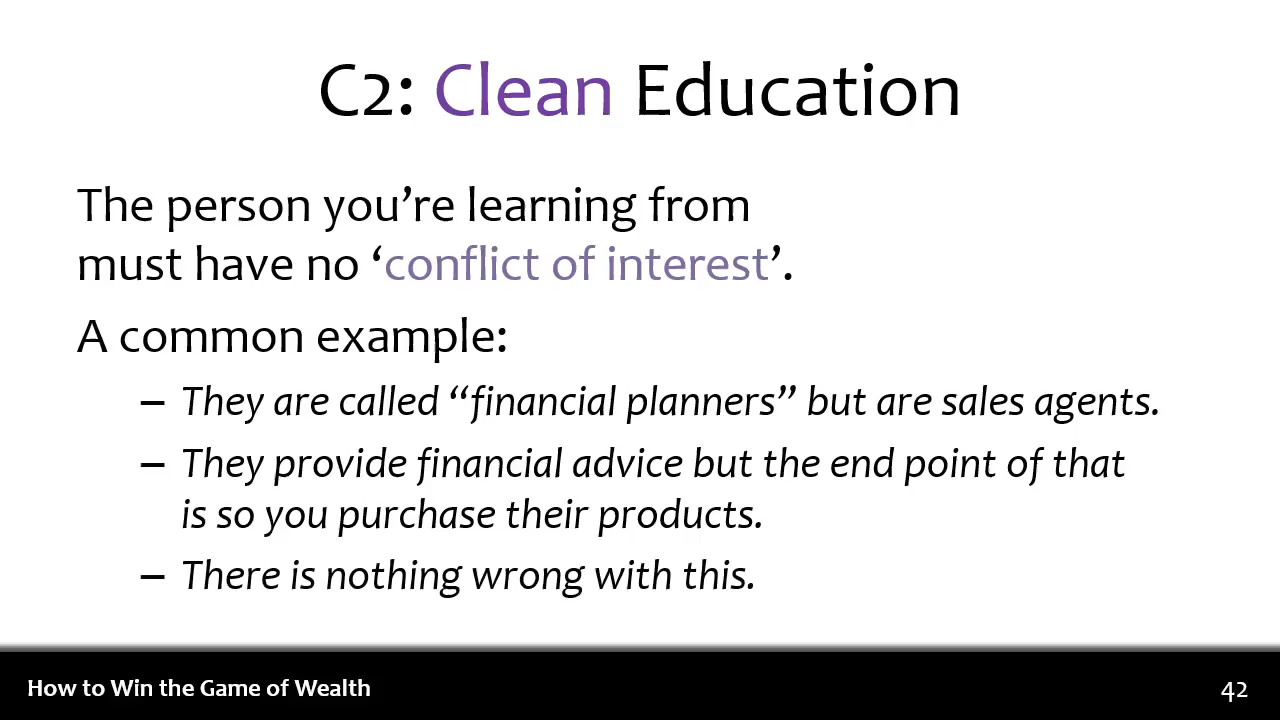 C2: Clean Education
The person you’re learning from
must have no ‘conflict of interest’.
A common example:
– They are called “financial planners” but are sales agents.
– They provide financial advice but the end point of that
is so you purchase their products.
– There is nothing wrong with this.
How to Win the Game of Wealth
42